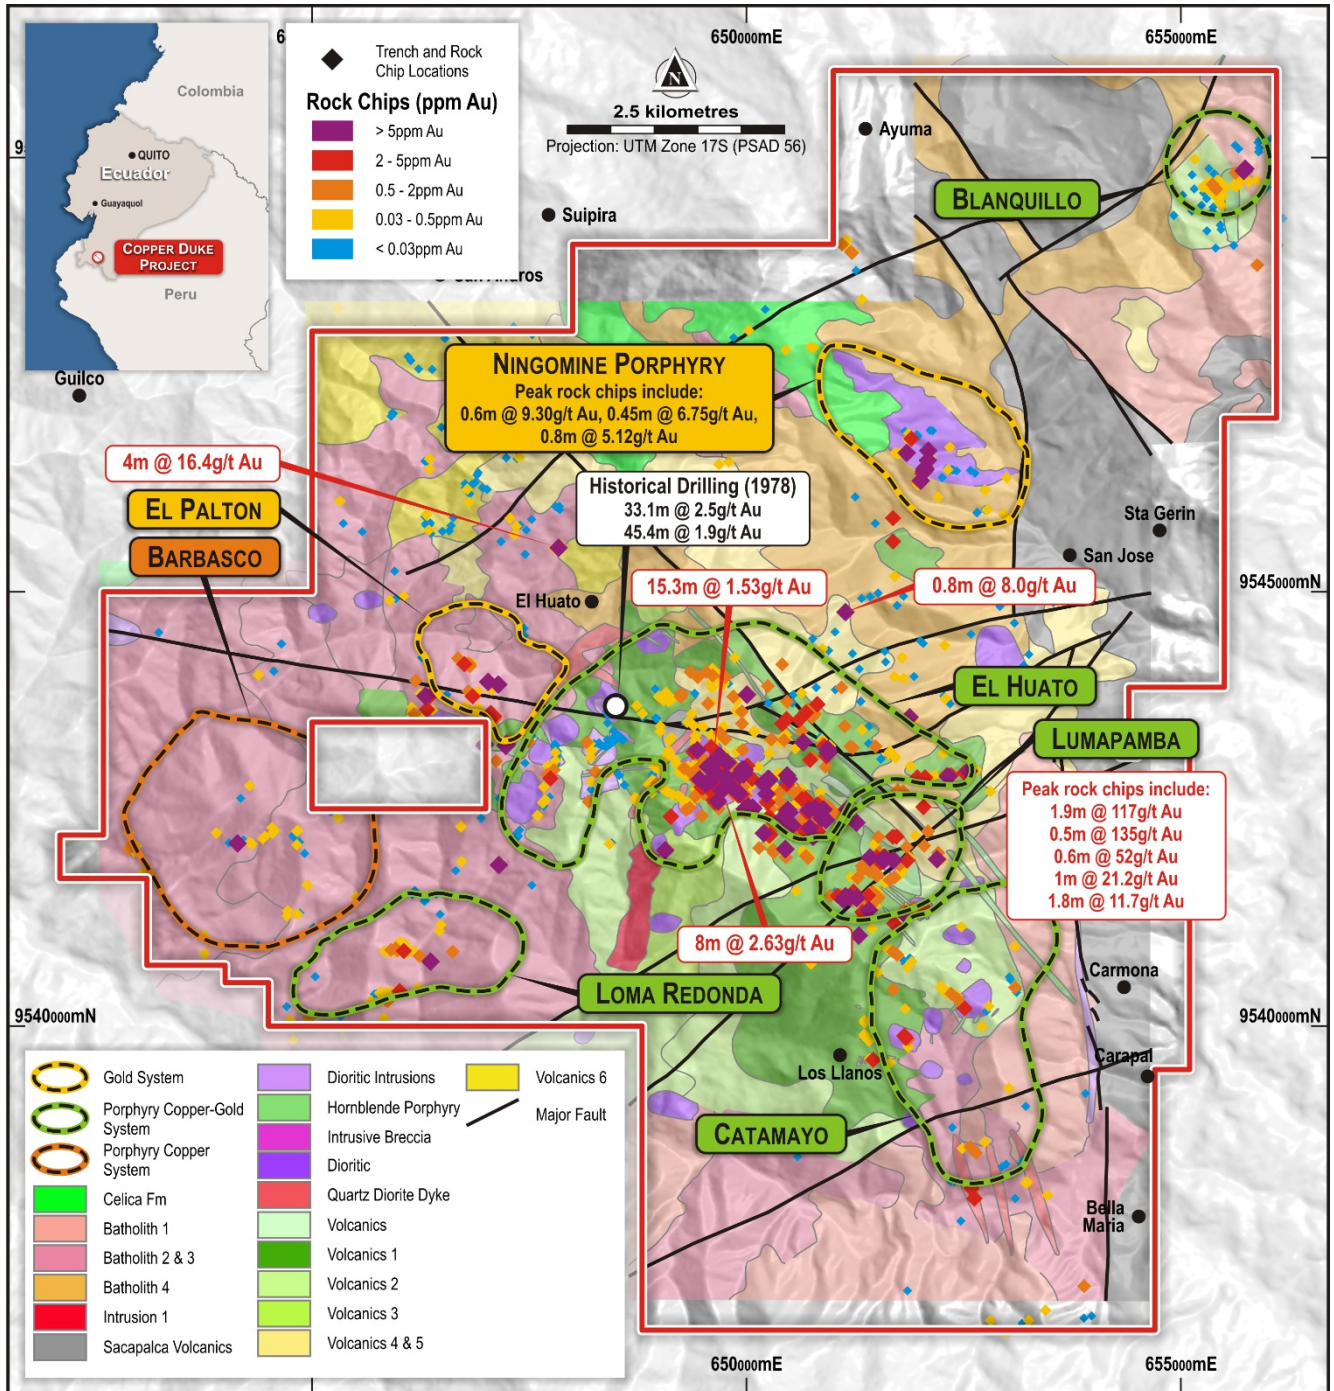 Colombia
QUITO
Ecuador
Guayaquol
COPPER DUKE
PROJECT
Peru
Trench and Rock
Chip Locations
Rock Chips (ppm Au)
> 5ppm Au
2 - 5ppm Au
0.5 - 2ppm Au
0.03 - 0.5ppm Au
< 0.03ppm Au
650000mE
655000mE
N
2.5 kilometres
Projection: UTM Zone 17S (PSAD 56)
Ayuma
Suipira
BLANQUILLO
Guilco
NINGOMINE PORPHYRY
Peak rock chips include:
0.6m @ 9.30g/t Au, 0.45m @ 6.75g/t Au,
0.8m @ 5.12g/t Au
4m @ 16.4g/t Au
EL PALTON
BARBASCO
Historical Drilling (1978)
33.1m @ 2.5g/t Au
45.4m @ 1.9g/t Au
Sta Gerin
San Jose
9545000mN
15.3m @ 1.53g/t Au
0.8m @ 8.0g/t Au
El Huato
EL HUATO
LUMAPAMBA
Peak rock chips include:
1.9m @ 117g/t Au
0.5m @ 135g/t Au
0.6m @ 52g/t Au
1m @ 21.2g/t Au
1.8m @ 11.7g/t Au
8m @ 2.63g/t Au
LOMA REDONDA
Carmona
9540000mN
9540000mN
Los Llanos
Carapal
CATAMAYO
Bella
Maria
Gold System
Porphyry Copper-Gold
System
Porphyry Copper
System
Celica Fm
Batholith 1
Batholith 2 & 3
Batholith 4
Intrusion 1
Sacapalca Volcanics
Dioritic Intrusions
Hornblende Porphyry
Intrusive Breccia
Dioritic
Quartz Diorite Dyke
Volcanics
Volcanics 1
Volcanics 2
Volcanics 3
Volcanics 4 & 5
Volcanics 6
Major Fault
650000mE
655000mE